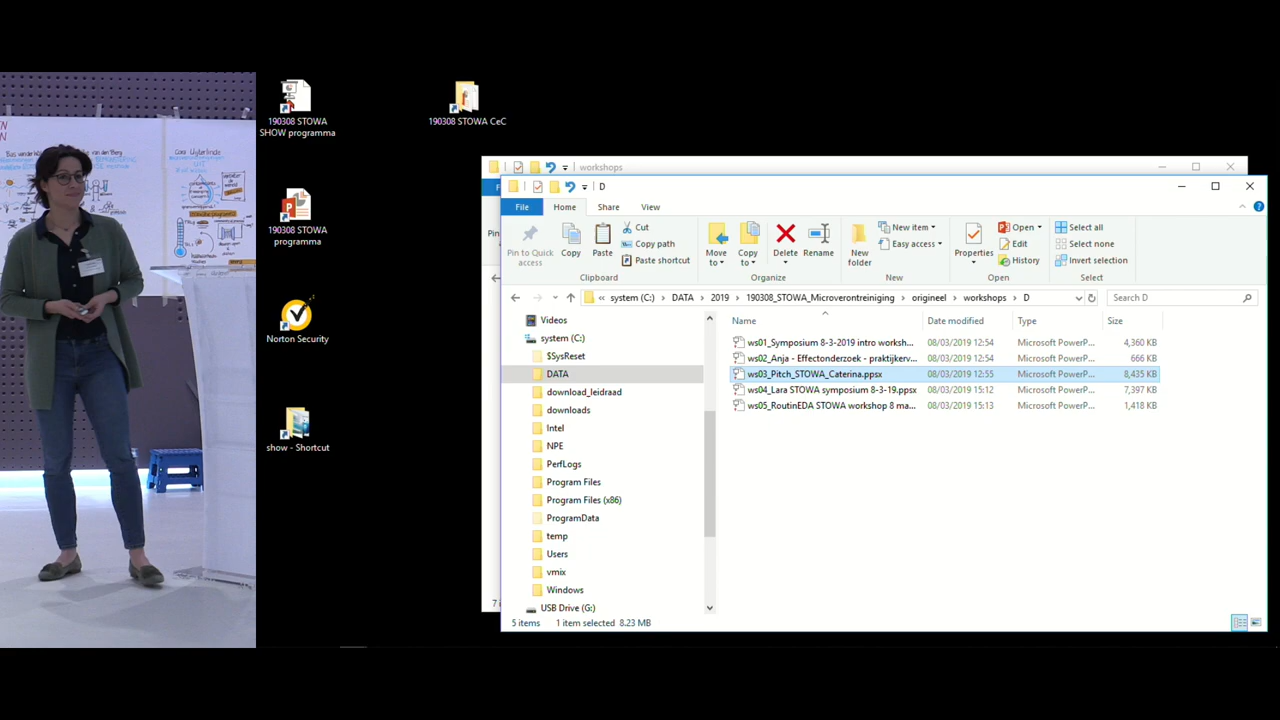 190308 STOWA
SHOW programma
190308 STOWA CeC
190308 STOWA
programma
Norton Security
show - Shortcut
workshops
D
File
Home
Share
View
Pin to Quick
access
Copy
Paste
Cut
Copy path
Paste shortcut
Clipboard
Move
to
Copy
to
Delete
Rename
Organize
New
folder
New item
Easy access
New
Properties
Open
Edit
History
Open
Select all
Select none
Invert selection
Select
« system (C:) > DATA > 2019 > 190308_STOWA_Microverontreiniging > origineel > workshops > D
Search D
Videos
system (C:)
$SysReset
DATA
download_leidraad
downloads
Intel
NPE
PerfLogs
Program Files
Program Files (x86)
ProgramData
temp
Users
vmix
Windows
USB Drive (G:)
Name Date modified Type Size
ws01_Symposium 8-3-2019 intro worksh... 08/03/2019 12:54 Microsoft PowerP... 4,360 KB
ws02_Anja - Effectonderzoek - praktijkerv... 08/03/2019 12:54 Microsoft PowerP... 666 KB
ws03_Pitch_STOWA_Caterina.ppsx 08/03/2019 12:55 Microsoft PowerP... 8,435 KB
ws04_Lara STOWA symposium 8-3-19.ppsx 08/03/2019 15:12 Microsoft PowerP... 7,397 KB
ws05_RoutinEDA STOWA workshop 8 ma... 08/03/2019 15:13 Microsoft PowerP... 1,418 KB
5 items 1 item selected 8.23 MB
Cora Uijterlinde